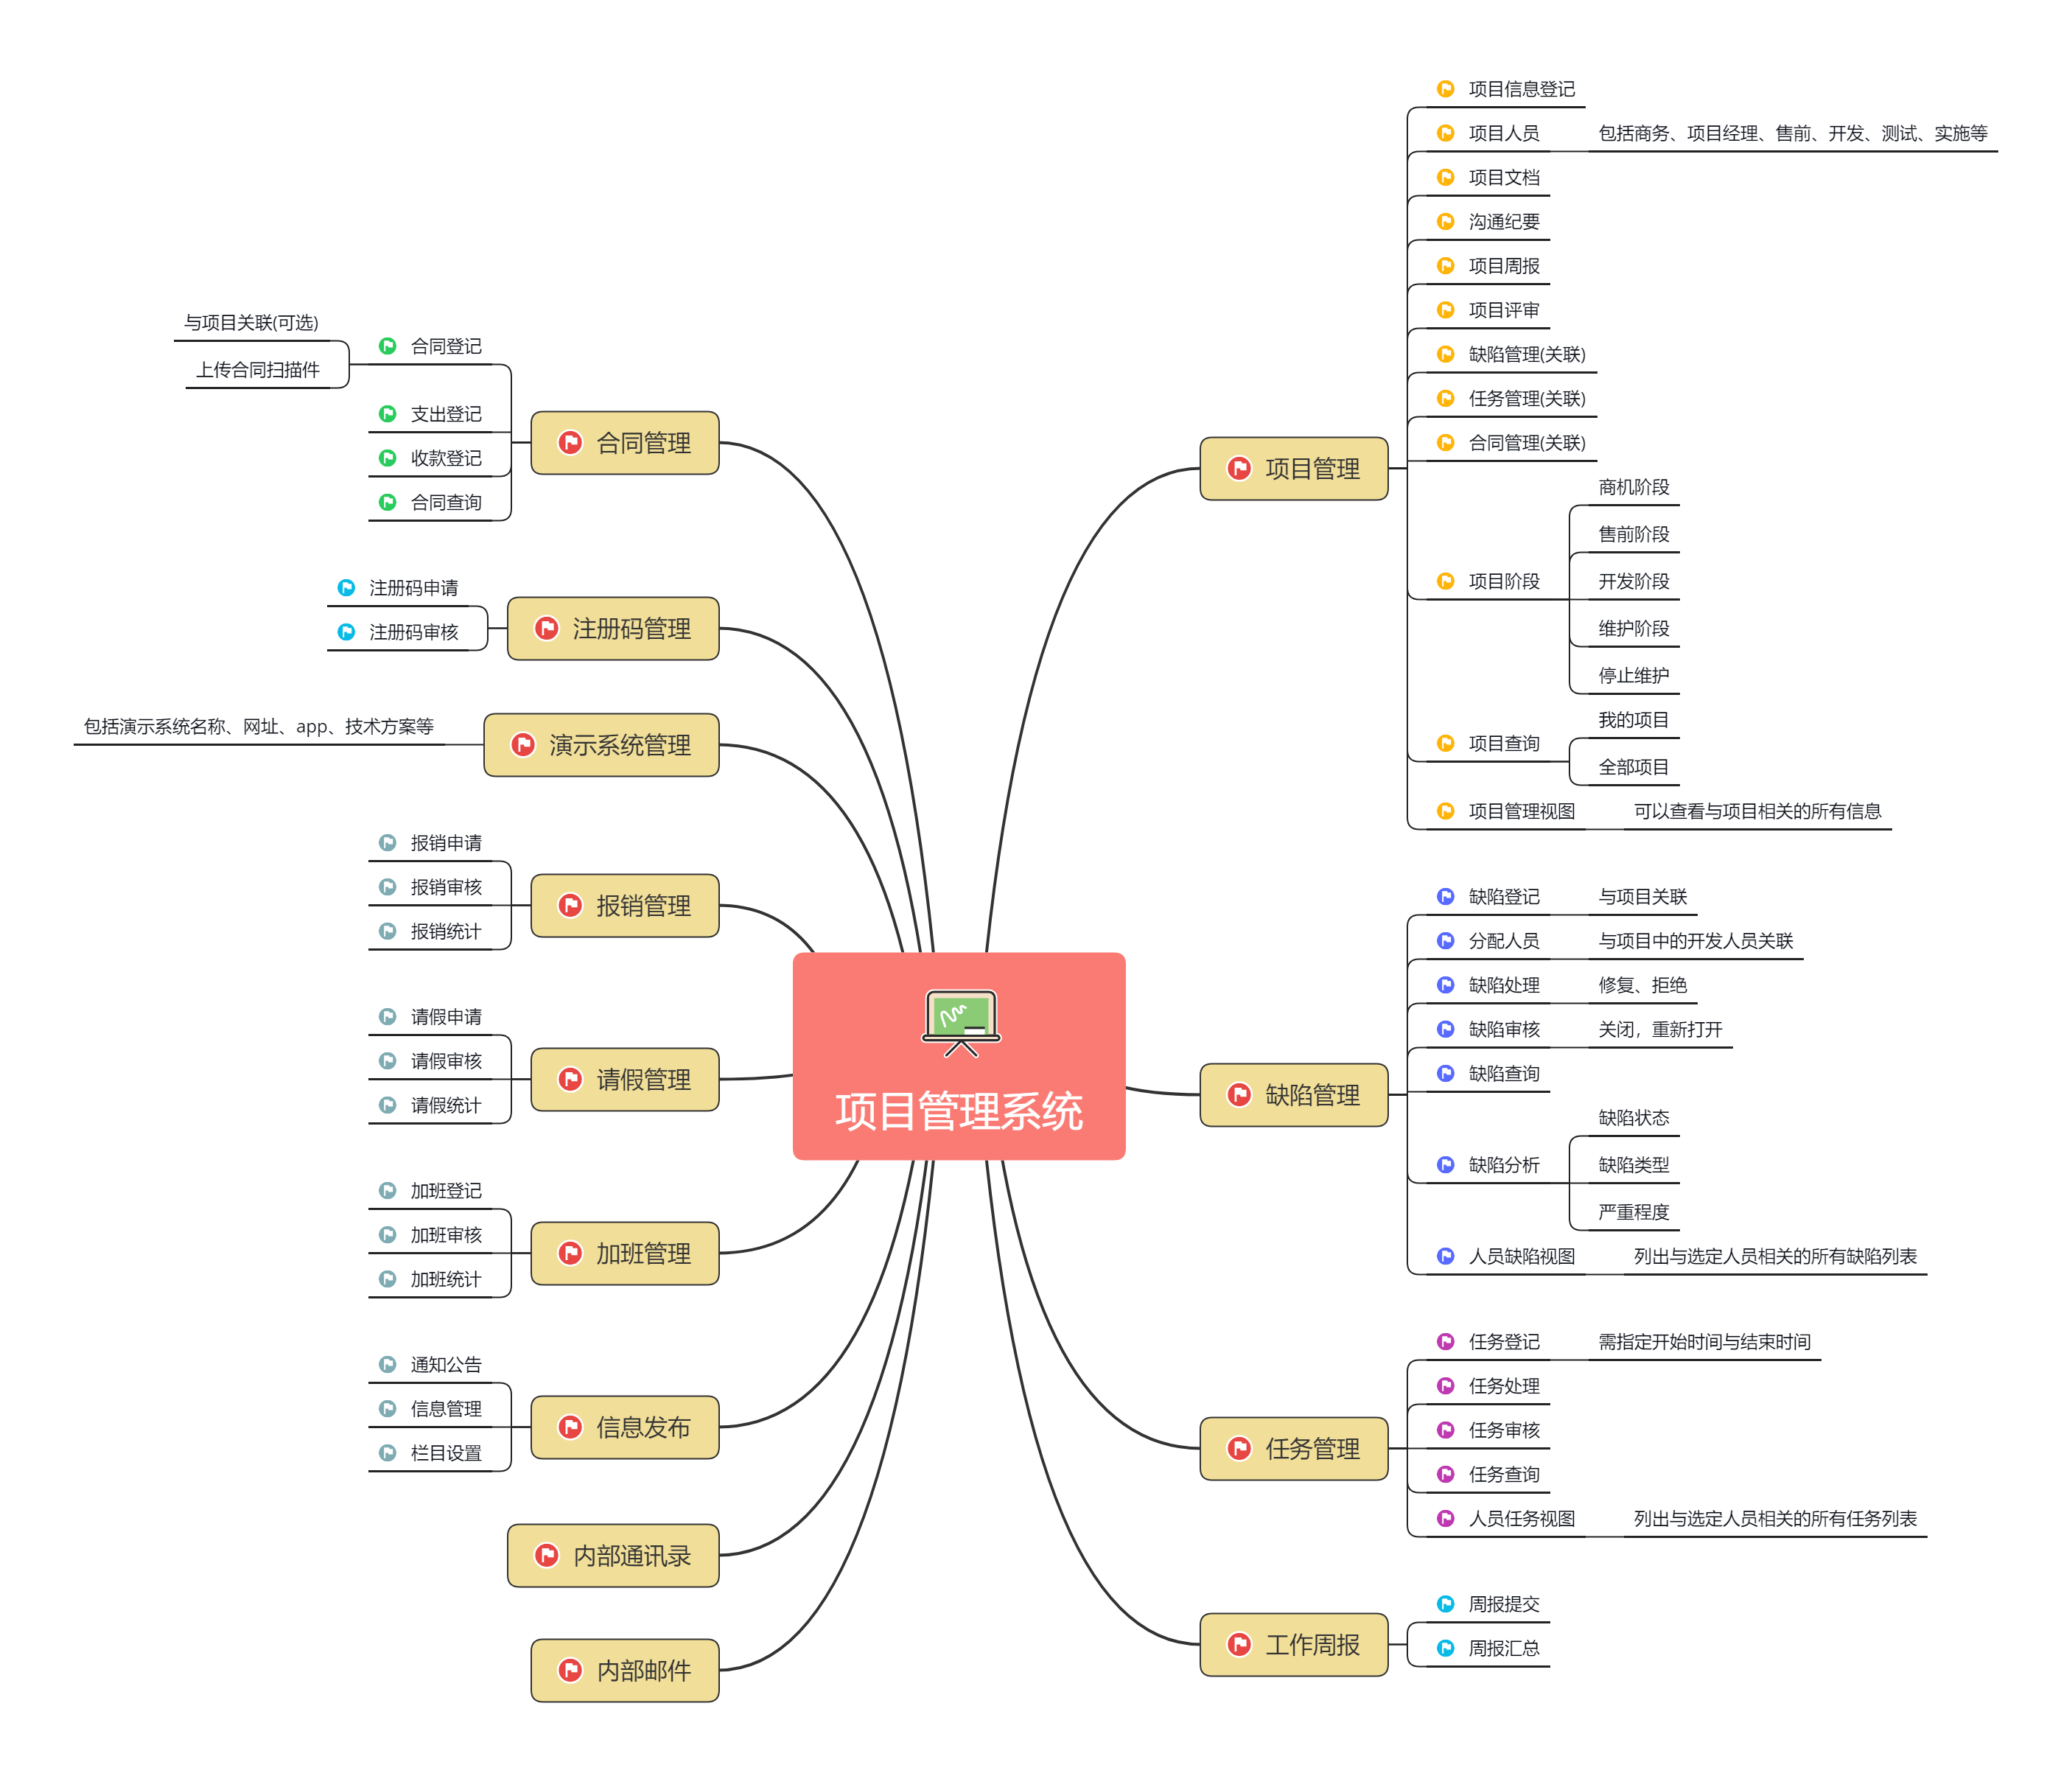 项目管理系统
项目管理
项目信息登记
项目人员
包括商务、项目经理、售前、开发、测试、实施等
项目文档
沟通纪要
项目周报
项目评审
缺陷管理(关联)
任务管理(关联)
合同管理(关联)
项目阶段
商机阶段
售前阶段
开发阶段
维护阶段
停止维护
项目查询
我的项目
全部项目
项目管理视图
可以查看与项目相关的所有信息
缺陷管理
缺陷登记
与项目关联
分配人员
与项目中的开发人员关联
缺陷处理
修复、拒绝
缺陷审核
关闭，重新打开
缺陷查询
缺陷分析
缺陷状态
缺陷类型
严重程度
人员缺陷视图
列出与选定人员相关的所有缺陷列表
任务管理
任务登记
需指定开始时间与结束时间
任务处理
任务审核
任务查询
人员任务视图
列出与选定人员相关的所有任务列表
工作周报
周报提交
周报汇总
合同管理
合同登记
与项目关联(可选)
上传合同扫描件
支出登记
收款登记
合同查询
注册码管理
注册码申请
注册码审核
演示系统管理
包括演示系统名称、网址、app、技术方案等
报销管理
报销申请
报销审核
报销统计
请假管理
请假申请
请假审核
请假统计
加班管理
加班登记
加班审核
加班统计
信息发布
通知公告
信息管理
栏目设置
内部通讯录
内部邮件